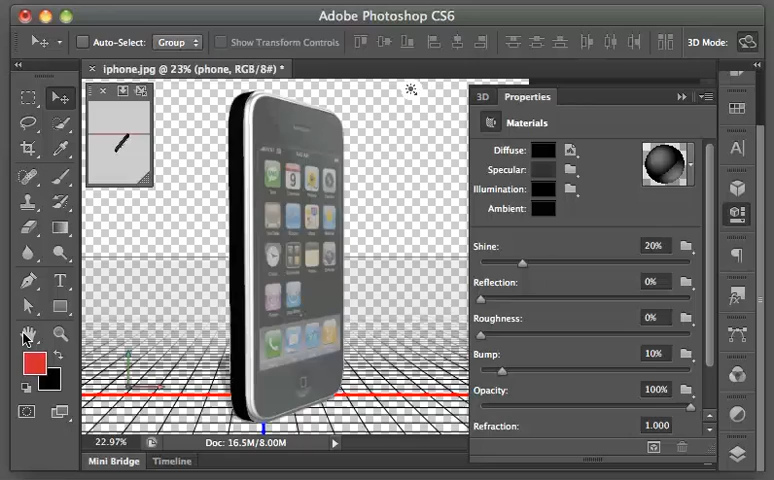 Adobe Photoshop CS6
Auto-Select: Group Show Transform Controls 3D Mode:
iphone.jpg @ 23% (phone, RGB/8#) *
3D Properties
Materials
Diffuse:
Specular:
Illumination:
Ambient:
Shine: 20%
Reflection: 0%
Roughness: 0%
Bump: 10%
Opacity: 100%
Refraction: 1.000
22.97% Doc: 16.5M/8.00M
Mini Bridge Timeline